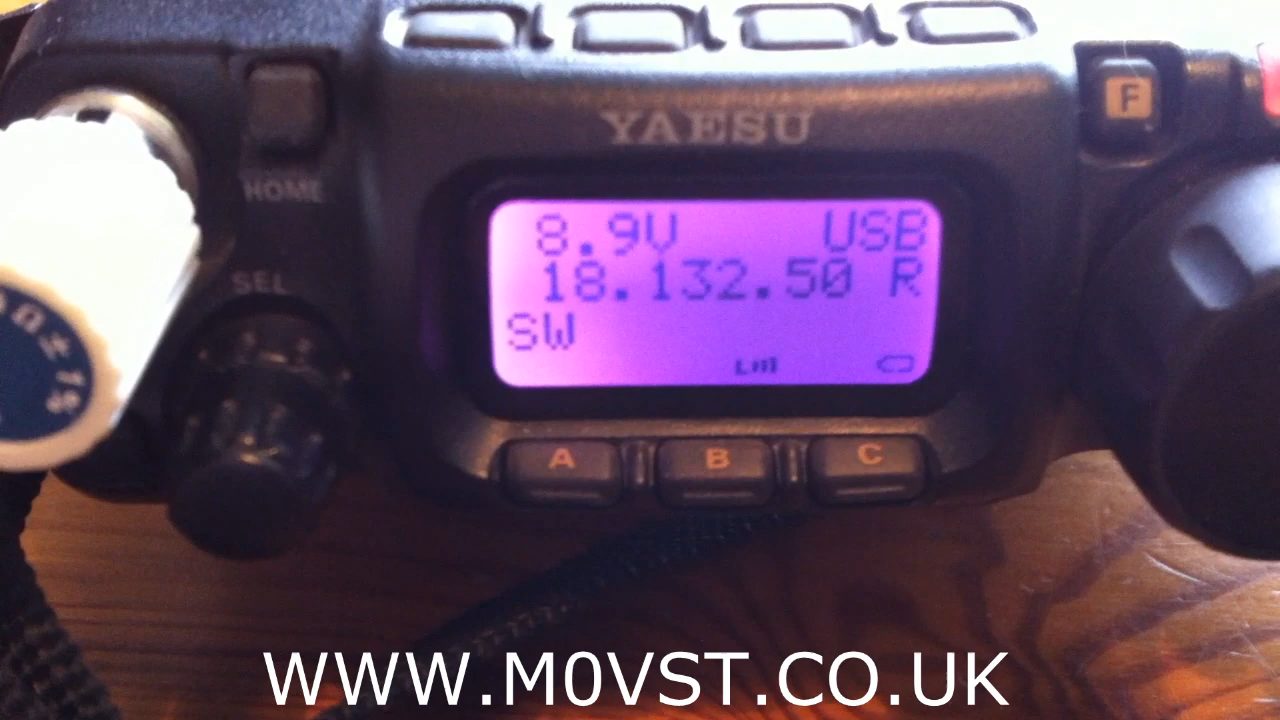 F
YAESU
HOME
8.9V USB
18.132.50 R
SEL
SW
A B C
WWW.M0VST.CO.UK